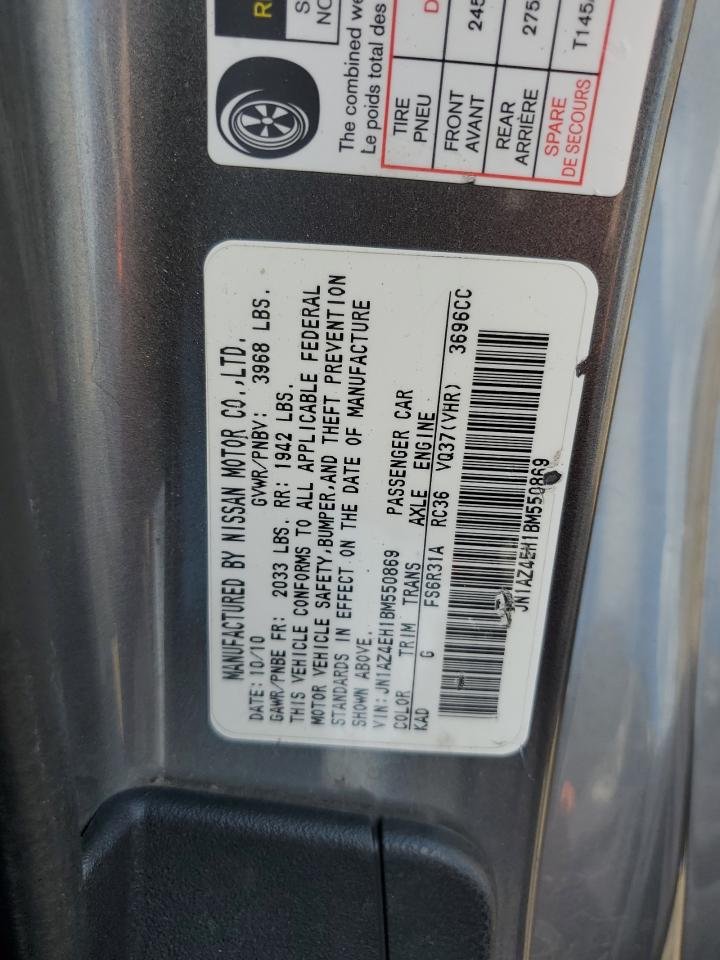 The combined we
Le poids total des
TIRE
PNEU
FRONT
AVANT
245
REAR
ARRIÈRE
275
SPARE
DE SECOURS
T145
MANUFACTURED BY NISSAN MOTOR CO.,LTD.
DATE: 10/10 GVWR/PNBV: 3968 LBS.
GAWR/PNBE FR: 2033 LBS. RR: 1942 LBS.
THIS VEHICLE CONFORMS TO ALL APPLICABLE FEDERAL
MOTOR VEHICLE SAFETY,BUMPER,AND THEFT PREVENTION
STANDARDS IN EFFECT ON THE DATE OF MANUFACTURE
SHOWN ABOVE.
VIN:JN1AZ4EH1BM550869 PASSENGER CAR
COLOR TRIM TRANS AXLE ENGINE
KAD G FS6R31A RC36 VQ37(VHR) 3696CC
JN1AZ4EH1BM550869